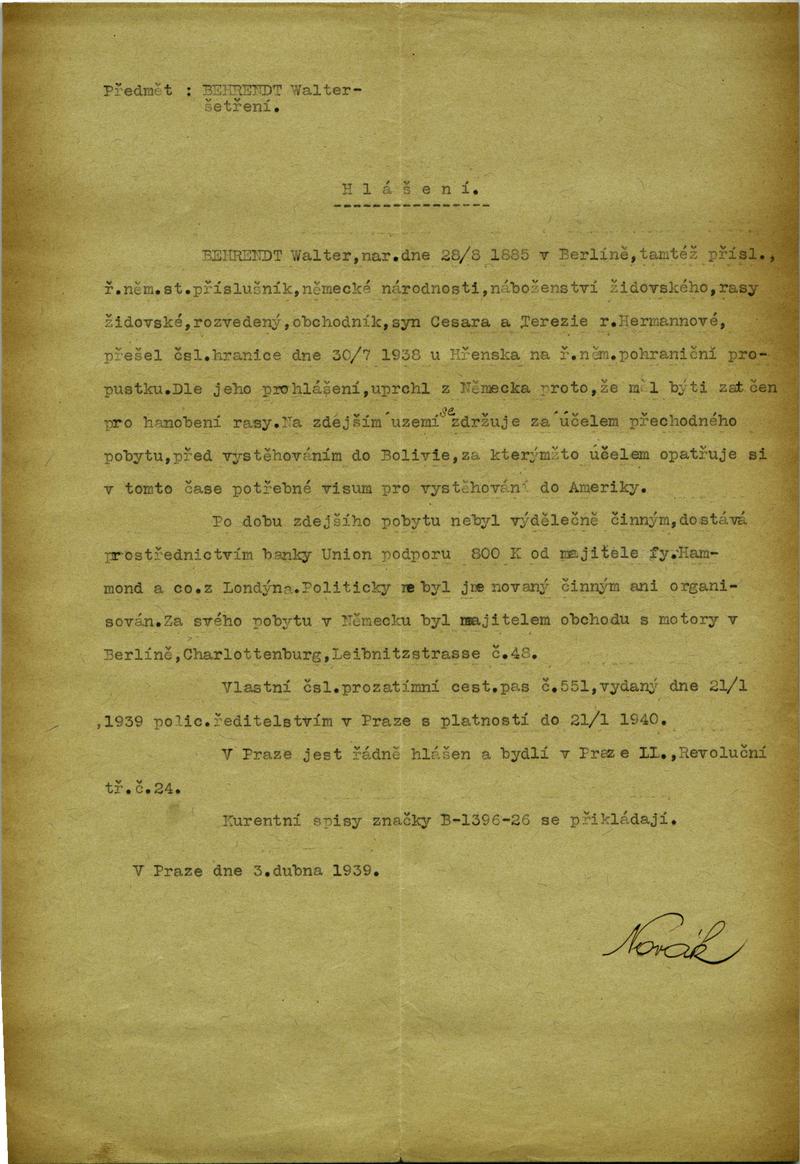 Předmět : BEHRENDT Walter-
šetření.
H l á š e n í.
BEHRENDT Walter,nar.dne 28/8 1885 v Berlíně,tamtéž přísl.,
ř.něm.st.příslušník,německé národnosti,náboženství židovského,rasy
židovské,rozvedený,obchodník,syn Cesara a Terezie r.Hermannové,
přešel čsl.hranice dne 30/7 1938 u Hřenska na ř.něm.pohraniční pro-
pustku.Dle jeho prohlášení,uprchl z Německa proto,že měl býti zatčen
pro hanobení rasy.Na zdejším uzemí se zdržuje za účelem přechodného
pobytu,před vystěhováním do Bolivie,za kterýmžto účelem opatřuje si
v tomto čase potřebné visum pro vystěhování do Ameriky.
Po dobu zdejšího pobytu nebyl výdělečně činným,dostává
prostřednictvím banky Union podporu 800 K od majitele fy.Ham-
mond a co.z Londýna.Politicky nebyl jmenovaný činným ani organi-
sován.Za svého pobytu v Německu byl majitelem obchodu s motory v
Berlíně,Charlottenburg,Leibnitzstrasse č.48.
Vlastní čsl.prozatímní cest.pas č.551,vydaný dne 21/1
,1939 polic.ředitelstvím v Praze s platností do 21/1 1940.
V Praze jest řádně hlášen a bydlí v Praze II.,Revoluční
tř.č.24.
Kurentní spisy značky B-1396-26 se přikládají.
V Praze dne 3.dubna 1939.
Novák